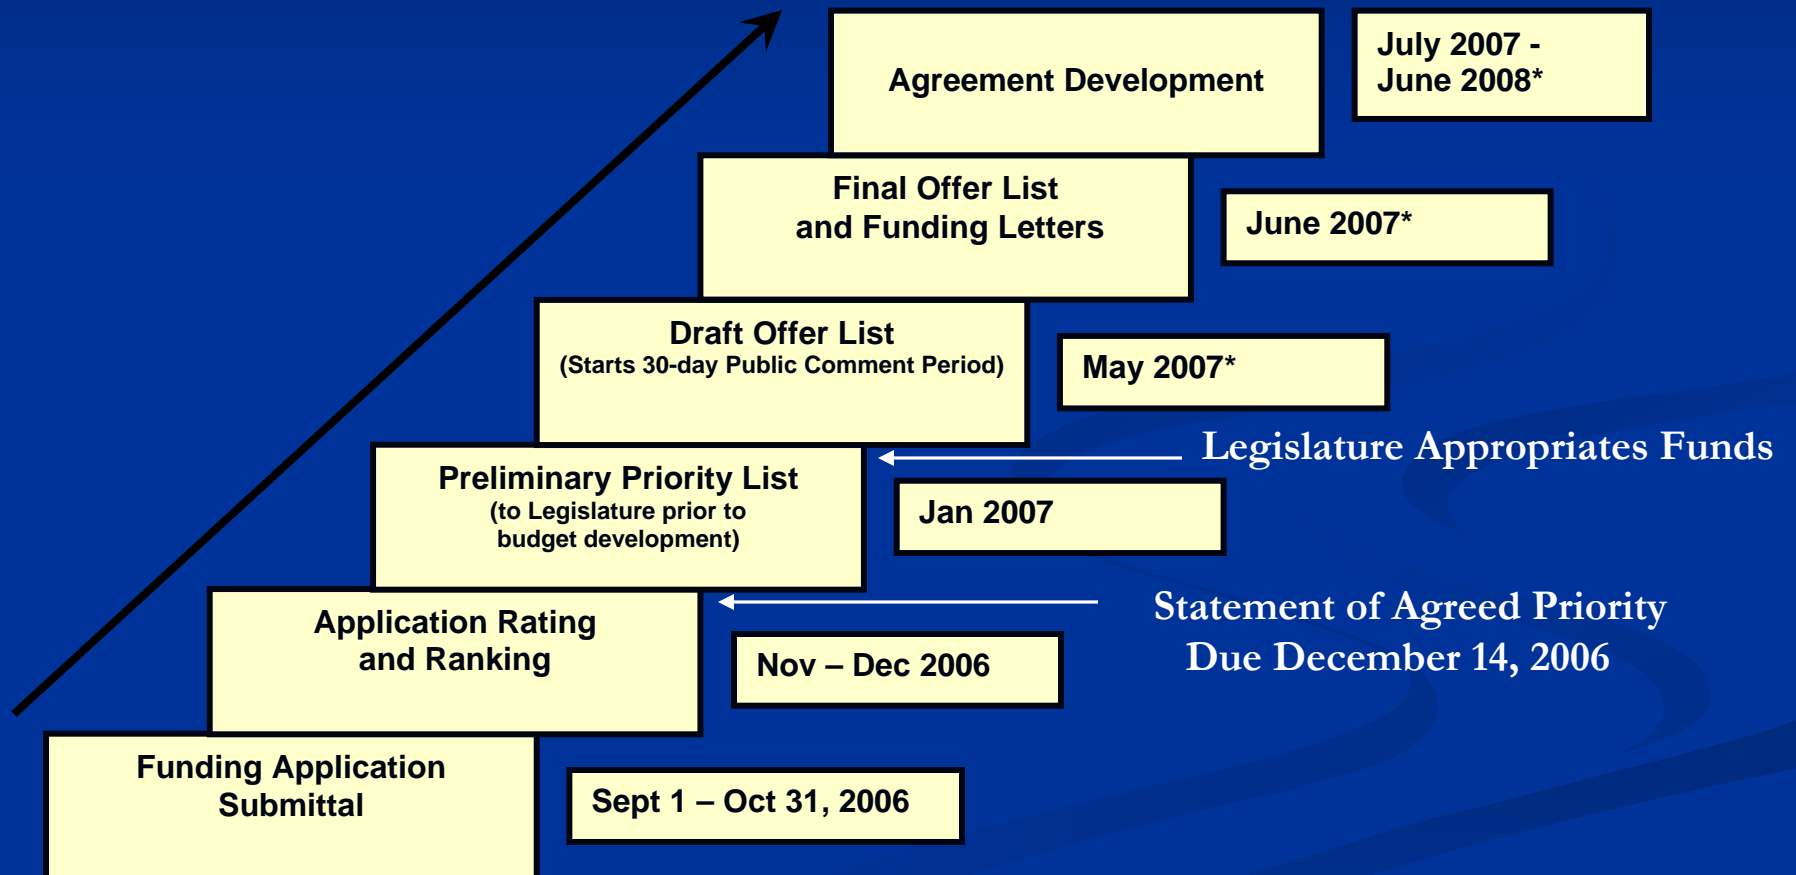 Agreement Development
July 2007 -
June 2008*
Final Offer List
and Funding Letters
June 2007*
Draft Offer List
(Starts 30-day Public Comment Period)
May 2007*
Legislature Appropriates Funds
Preliminary Priority List
(to Legislature prior to
budget development)
Jan 2007
Statement of Agreed Priority
Due December 14, 2006
Application Rating
and Ranking
Nov – Dec 2006
Funding Application
Submittal
Sept 1 – Oct 31, 2006